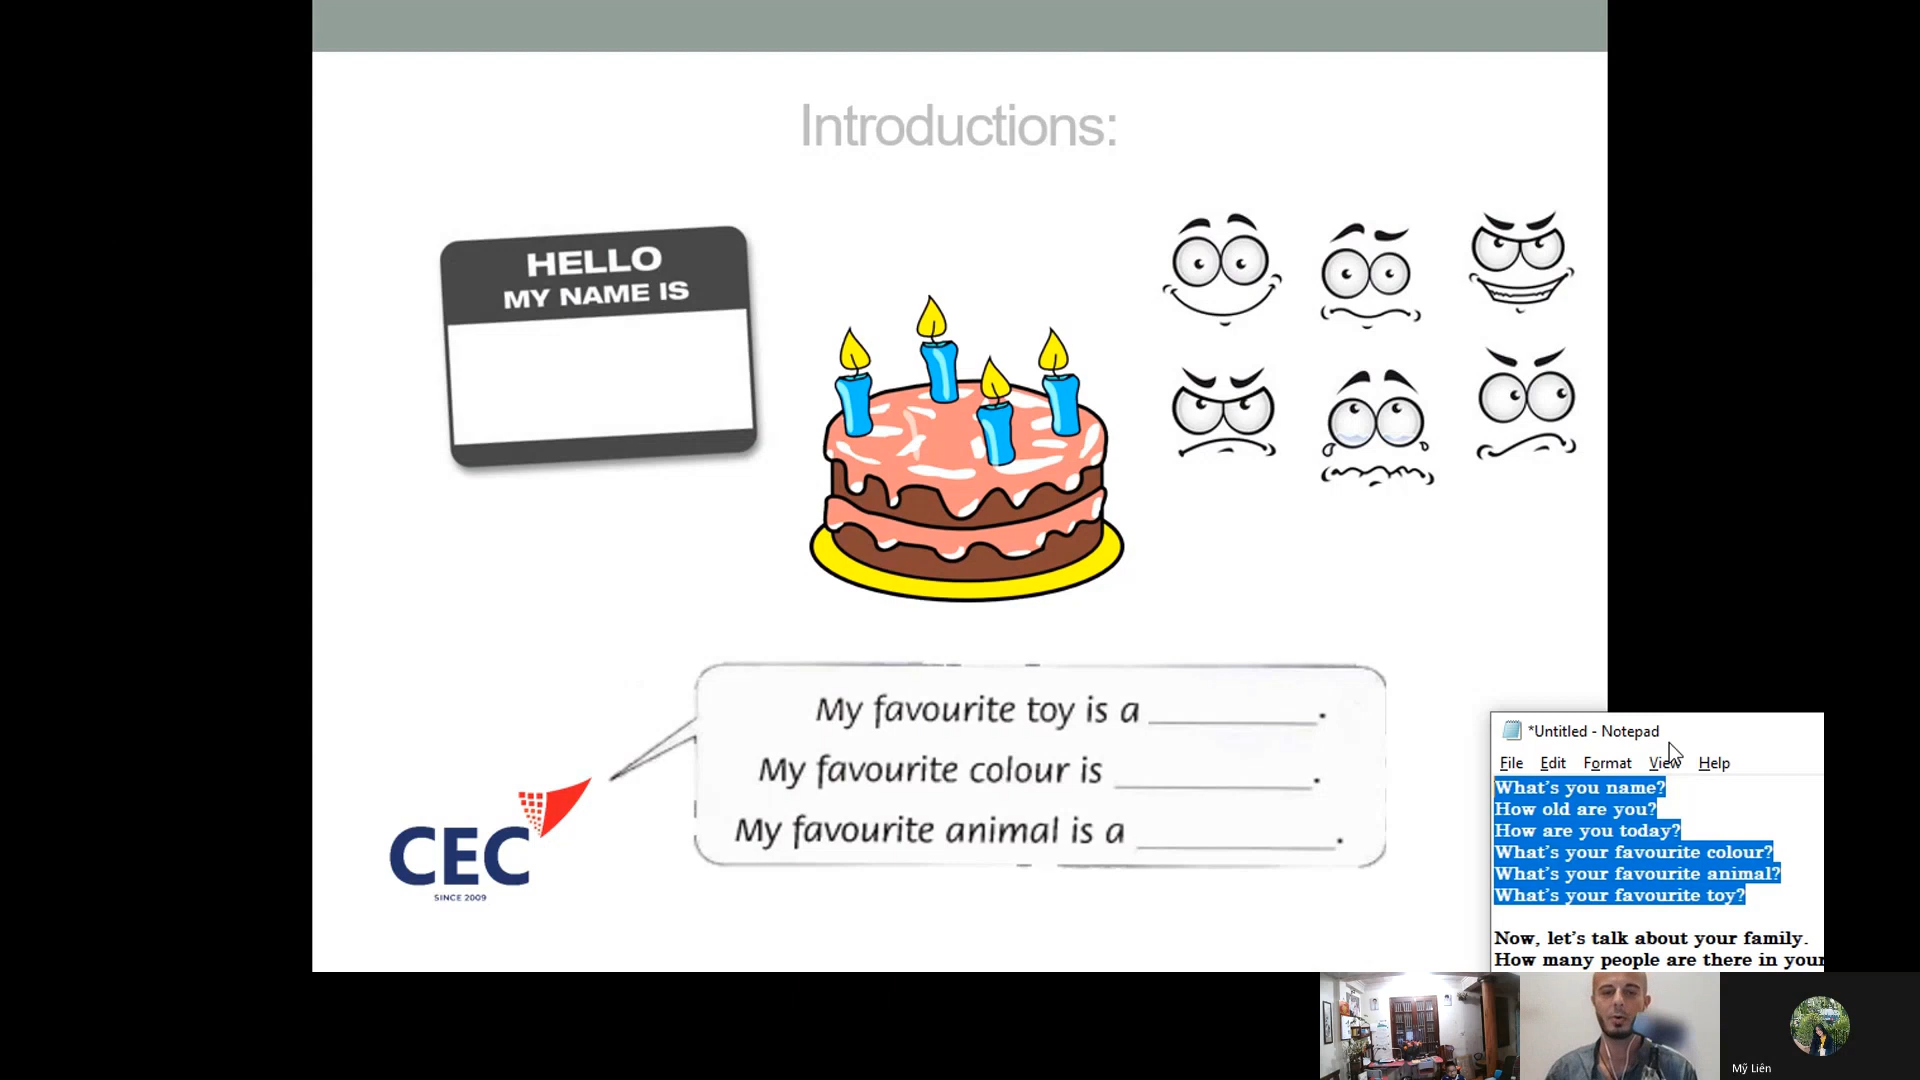 Introductions:
HELLO
MY NAME IS
My favourite toy is a __________.
My favourite colour is ____________.
My favourite animal is a ____________.
CEC
SINCE 2009
*Untitled - Notepad
File Edit Format View Help
What's you name?
How old are you?
How are you today?
What's your favourite colour?
What's your favourite animal?
What's your favourite toy?
Now, let's talk about your family.
How many people are there in your
Mỹ Liên